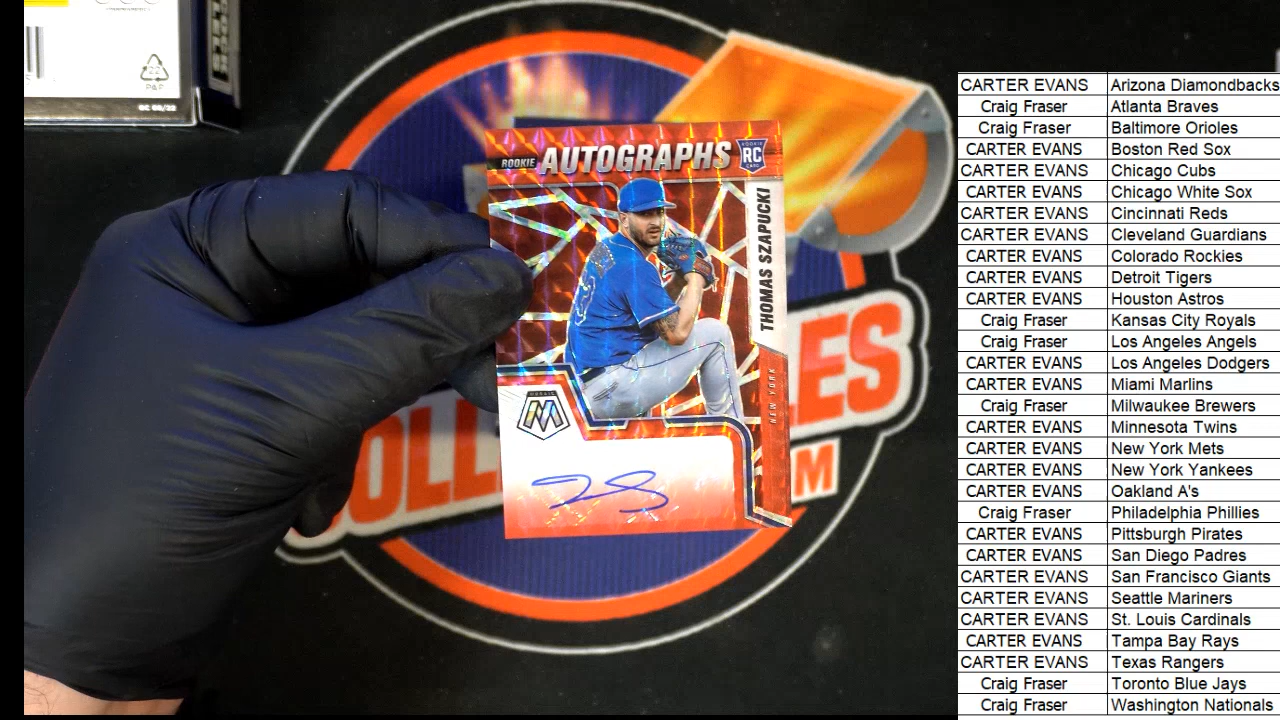 22
PAP
ROOKIE AUTOGRAPHS
ROOKIE
RC
CARD
THOMAS SZAPUCKI
NEW YORK
MOSAIC
M
COLL
ES
M
CARTER EVANS Arizona Diamondbacks
Craig Fraser Atlanta Braves
Craig Fraser Baltimore Orioles
CARTER EVANS Boston Red Sox
CARTER EVANS Chicago Cubs
CARTER EVANS Chicago White Sox
CARTER EVANS Cincinnati Reds
CARTER EVANS Cleveland Guardians
CARTER EVANS Colorado Rockies
CARTER EVANS Detroit Tigers
CARTER EVANS Houston Astros
Craig Fraser Kansas City Royals
Craig Fraser Los Angeles Angels
CARTER EVANS Los Angeles Dodgers
CARTER EVANS Miami Marlins
Craig Fraser Milwaukee Brewers
CARTER EVANS Minnesota Twins
CARTER EVANS New York Mets
CARTER EVANS New York Yankees
CARTER EVANS Oakland A's
Craig Fraser Philadelphia Phillies
CARTER EVANS Pittsburgh Pirates
CARTER EVANS San Diego Padres
CARTER EVANS San Francisco Giants
CARTER EVANS Seattle Mariners
CARTER EVANS St. Louis Cardinals
CARTER EVANS Tampa Bay Rays
CARTER EVANS Texas Rangers
Craig Fraser Toronto Blue Jays
Craig Fraser Washington Nationals